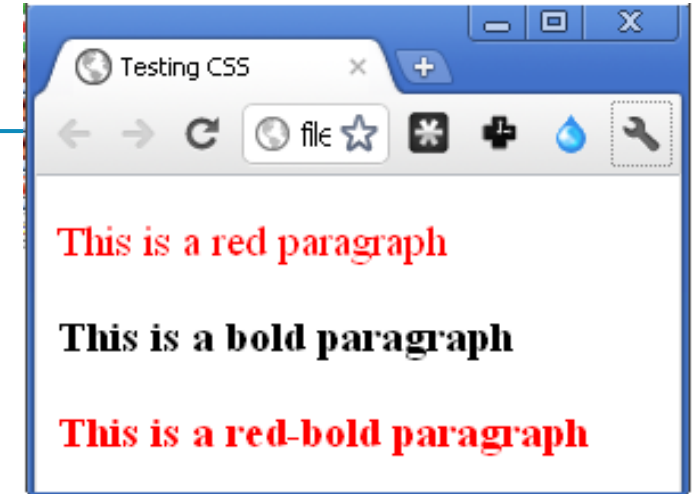 Testing CSS
file
This is a red paragraph
This is a bold paragraph
This is a red-bold paragraph